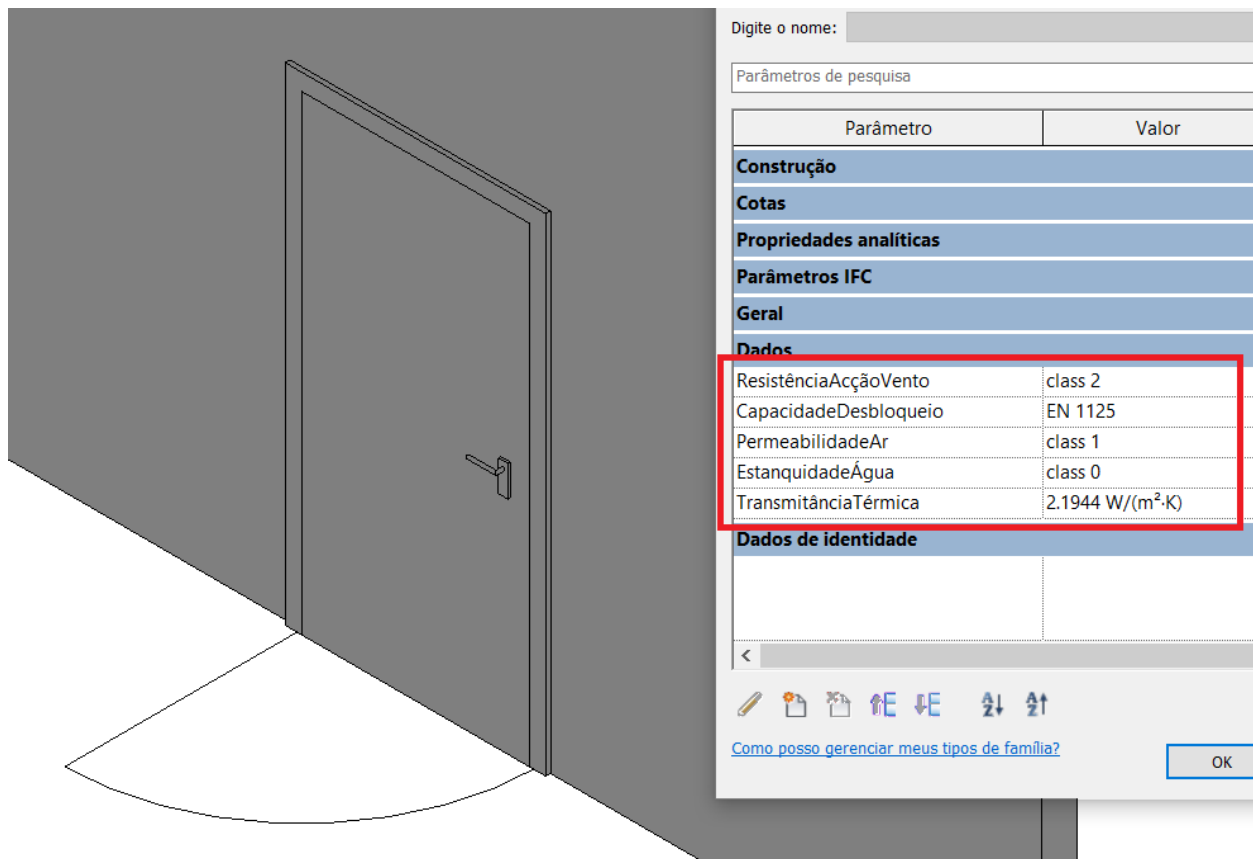 Digite o nome:
Parâmetros de pesquisa
Parâmetro Valor
Construção
Cotas
Propriedades analíticas
Parâmetros IFC
Geral
Dados
ResistênciaAcçãoVento class 2
CapacidadeDesbloqueio EN 1125
PermeabilidadeAr class 1
EstanquidadeÁgua class 0
TransmitânciaTérmica 2.1944 W/(m²·K)
Dados de identidade
Como posso gerenciar meus tipos de família?
OK